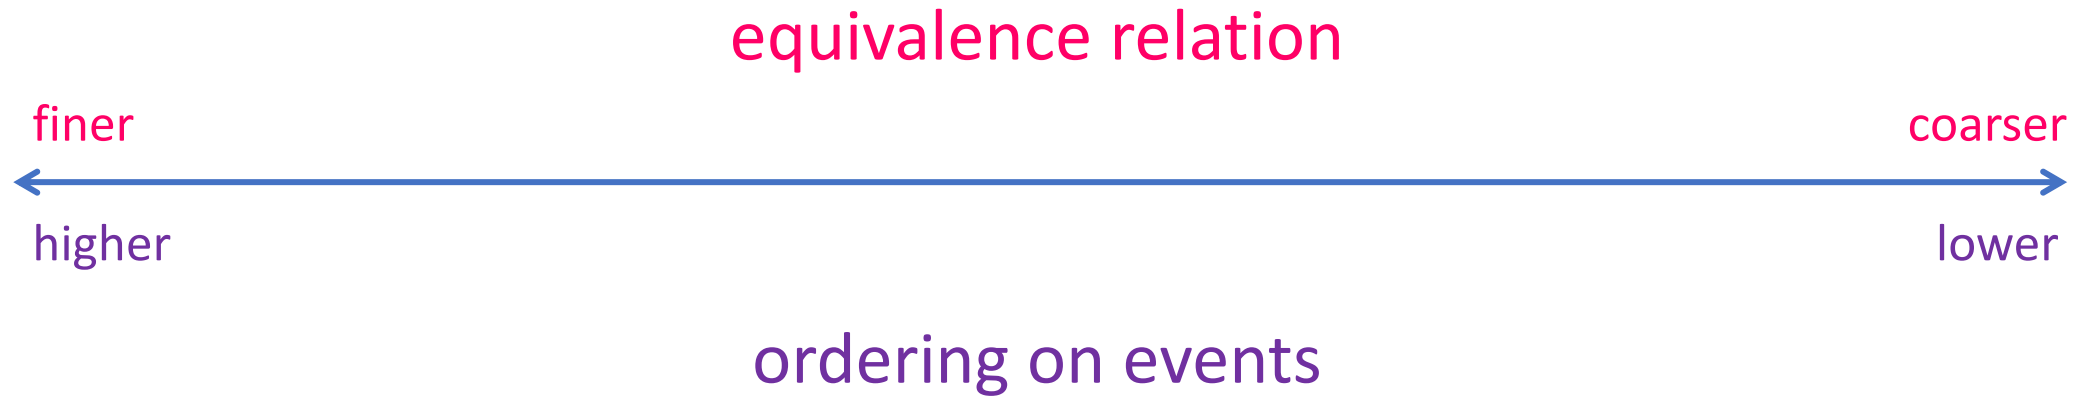 equivalence relation
finer coarser
higher lower
ordering on events